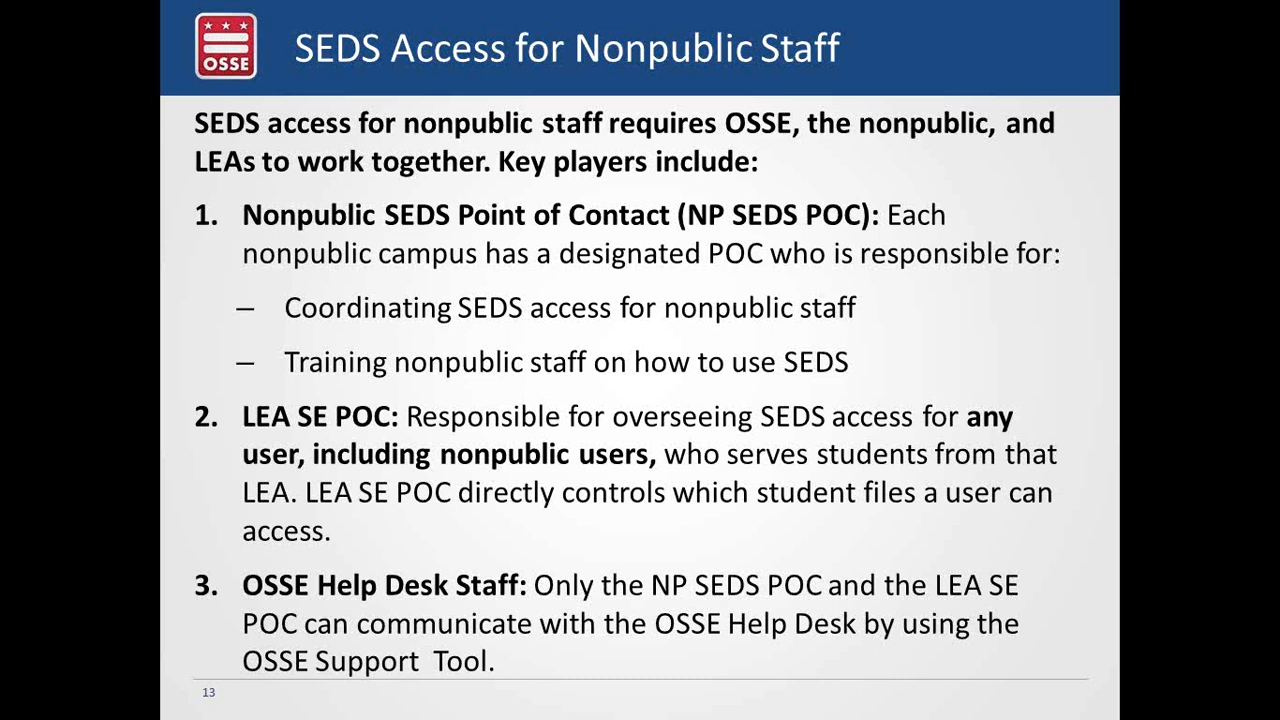 OSSE
SEDS Access for Nonpublic Staff
SEDS access for nonpublic staff requires OSSE, the nonpublic, and
LEAs to work together. Key players include:
1. Nonpublic SEDS Point of Contact (NP SEDS POC): Each
nonpublic campus has a designated POC who is responsible for:
– Coordinating SEDS access for nonpublic staff
– Training nonpublic staff on how to use SEDS
2. LEA SE POC: Responsible for overseeing SEDS access for any
user, including nonpublic users, who serves students from that
LEA. LEA SE POC directly controls which student files a user can
access.
3. OSSE Help Desk Staff: Only the NP SEDS POC and the LEA SE
POC can communicate with the OSSE Help Desk by using the
OSSE Support Tool.
13